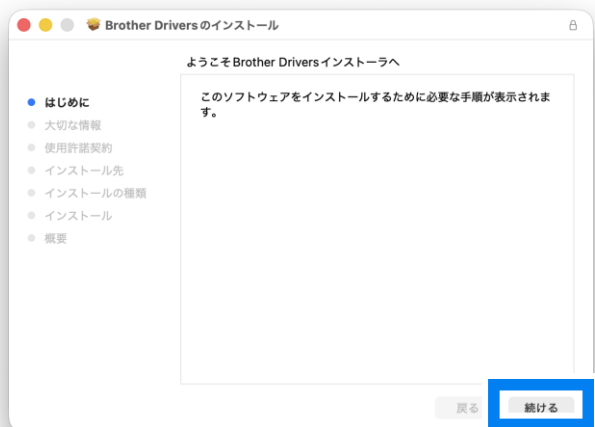 Brother Driversのインストール
ようこそBrother Driversインストーラへ
はじめに
大切な情報
使用許諾契約
インストール先
インストールの種類
インストール
概要
このソフトウェアをインストールするために必要な手順が表示されま
す。
戻る
続ける